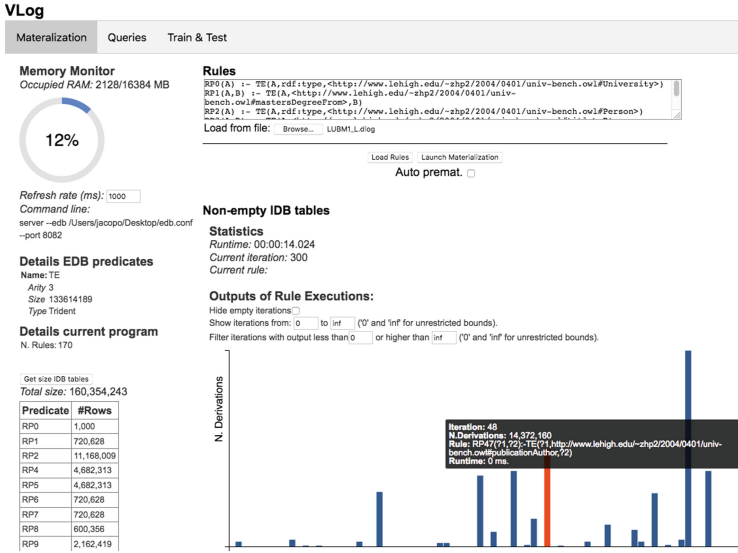 VLog
Materalization Queries Train & Test
Memory Monitor
Occupied RAM: 2128/16384 MB
12%
Refresh rate (ms): 1000
Command line:
server --edb /Users/jacopo/Desktop/edb.conf
--port 8082
Details EDB predicates
Name: TE
Arity 3
Size 133614189
Type Trident
Details current program
N. Rules: 170
Get size IDB tables
Total size: 160,354,243
Predicate #Rows
RP0 1,000
RP1 720,628
RP2 11,168,009
RP4 4,682,313
RP5 4,682,313
RP6 720,628
RP7 720,628
RP8 600,356
RP9 2,162,419
Rules
RP0(A) :- TE(A,rdf:type,<http://www.lehigh.edu/~zhp2/2004/0401/univ-bench.owl#University>)
RP1(A,B) :- TE(A,<http://www.lehigh.edu/~zhp2/2004/0401/univ-
bench.owl#mastersDegreeFrom>,B)
RP2(A) :- TE(A,rdf:type,<http://www.lehigh.edu/~zhp2/2004/0401/univ-bench.owl#Person>)
Load from file: Browse... LUBM1_L.dlog
Load Rules Launch Materialization
Auto premat.
Non-empty IDB tables
Statistics
Runtime: 00:00:14.024
Current iteration: 300
Current rule:
Outputs of Rule Executions:
Hide empty iterations
Show iterations from: 0 to inf ('0' and 'inf' for unrestricted bounds).
Filter iterations with output less than 0 or higher than inf ('0' and 'inf' for unrestricted bounds).
N. Derivations
Iteration: 48
N.Derivations: 14,372,160
Rule: RP47(?1,?2):-TE(?1,http://www.lehigh.edu/~zhp2/2004/0401/univ-
bench.owl#publicationAuthor,?2)
Runtime: 0 ms.